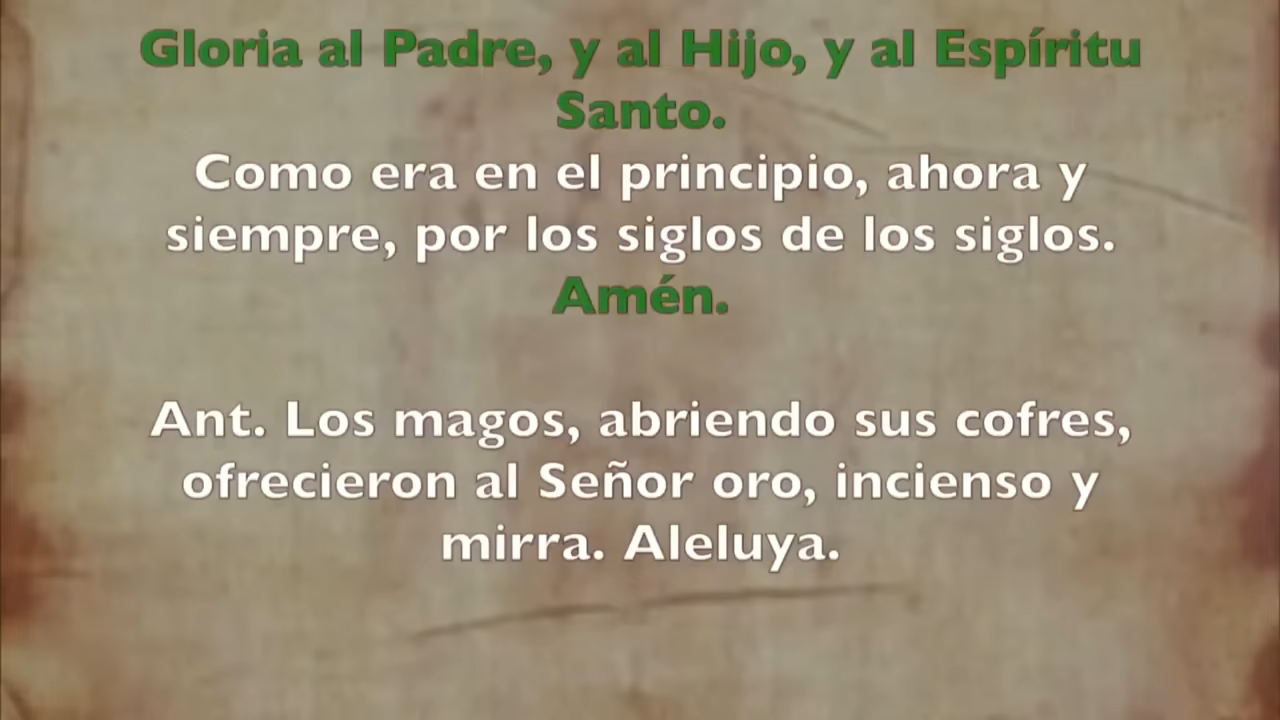 Gloria al Padre, y al Hijo, y al Espíritu
Santo.
Como era en el principio, ahora y
siempre, por los siglos de los siglos.
Amén.
Ant. Los magos, abriendo sus cofres,
ofrecieron al Señor oro, incienso y
mirra. Aleluya.